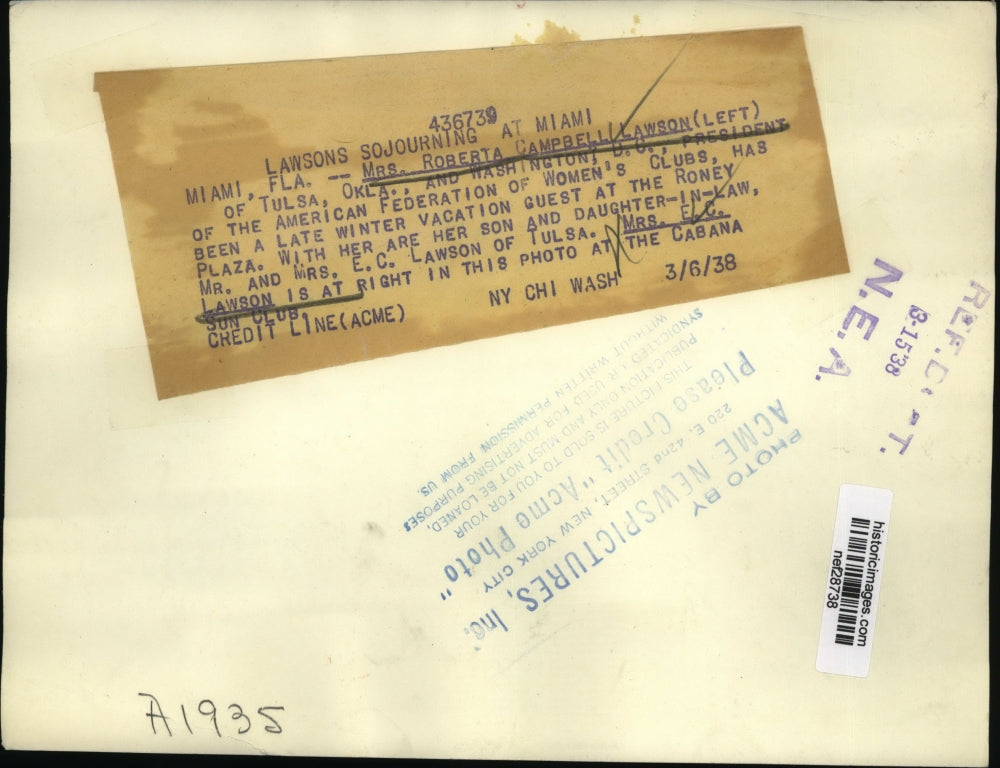 436739
LAWSONS SOJOURNING AT MIAMI
MIAMI, FLA. -- MRS. ROBERTA CAMPBELL LAWSON (LEFT)
OF TULSA, OKLA., AND WASHINGTON, D.C., PRESIDENT
OF THE AMERICAN FEDERATION OF WOMEN'S CLUBS, HAS
BEEN A LATE WINTER VACATION GUEST AT THE RONEY
PLAZA. WITH HER ARE HER SON AND DAUGHTER-IN-LAW,
MR. AND MRS. E.C. LAWSON OF TULSA. MRS. E.C.
LAWSON IS AT RIGHT IN THIS PHOTO AT THE CABANA
SUN CLUB.
CREDIT LINE (ACME) NY CHI WASH 3/6/38
REF. DEPT.
3-15'38
N.E.A.
PHOTO BY
ACME NEWSPICTURES, Inc.
220 E. 42nd STREET, NEW YORK CITY
Please Credit "Acme Photo"
THIS PICTURE IS SOLD TO YOU FOR YOUR
PUBLICATION ONLY AND MUST NOT BE LOANED,
SYNDICATED OR USED FOR ADVERTISING PURPOSES
WITHOUT WRITTEN PERMISSION FROM US.
historicimages.com
nef28738
A1935